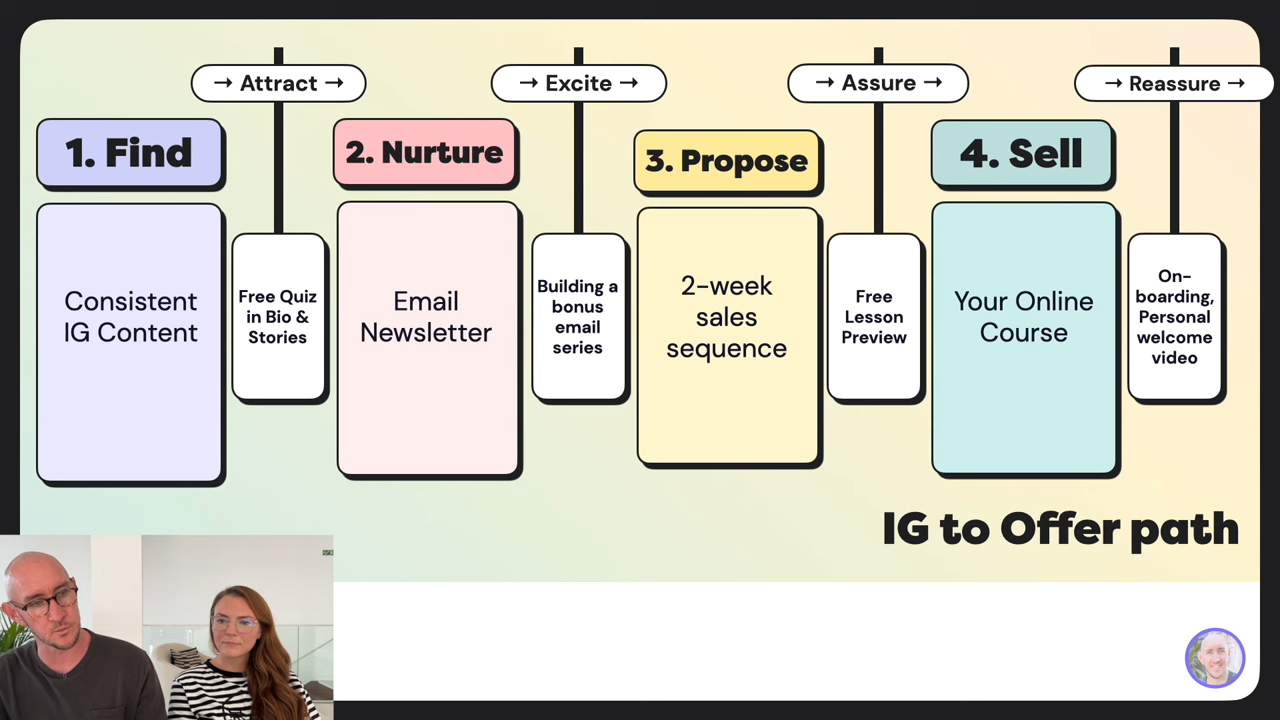 → Attract →
→ Excite →
→ Assure →
→ Reassure →
1. Find
2. Nurture
3. Propose
4. Sell
Consistent
IG Content
Free Quiz
in Bio &
Stories
Email
Newsletter
Building a
bonus
email
series
2-week
sales
sequence
Free
Lesson
Preview
Your Online
Course
On-
boarding,
Personal
welcome
video
IG to Offer path